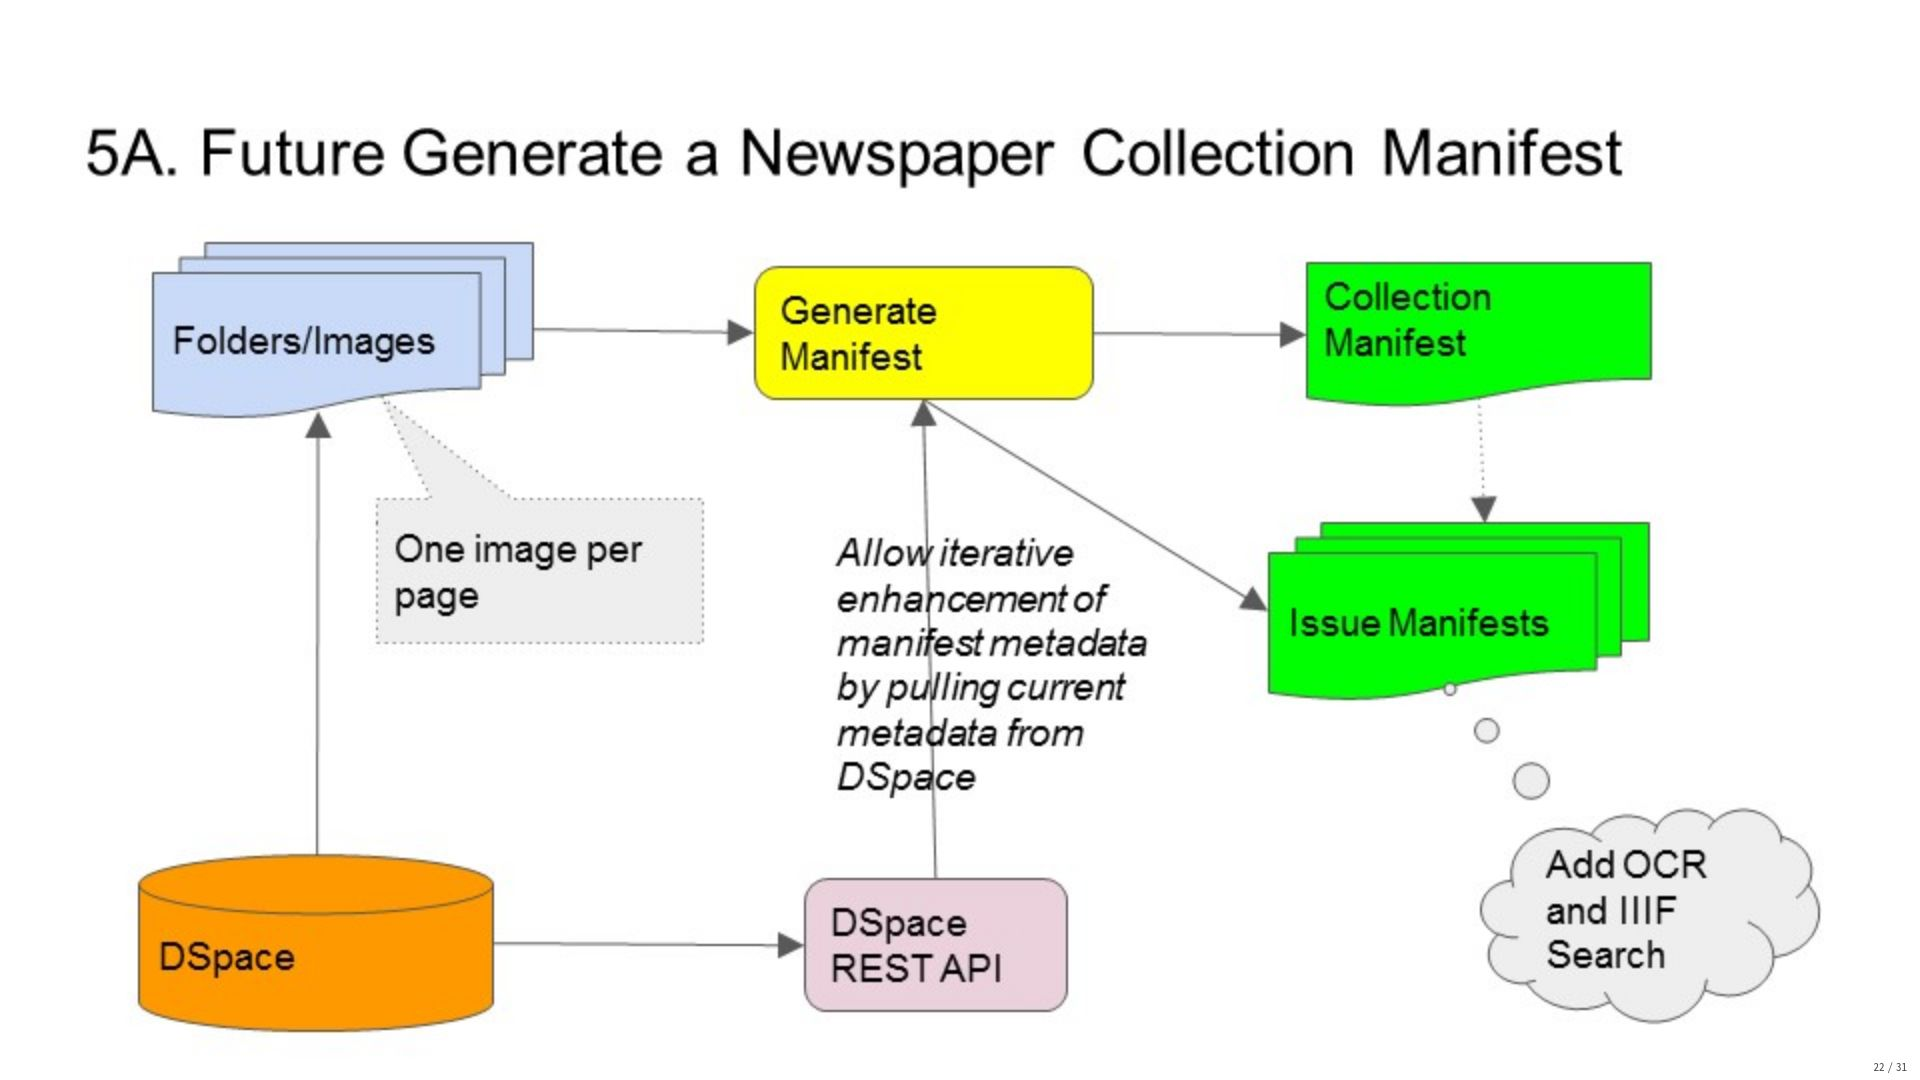 5A. Future Generate a Newspaper Collection Manifest
Folders/Images
Generate
Manifest
Collection
Manifest
One image per
page
Allow iterative
enhancement of
manifest metadata
by pulling current
metadata from
DSpace
Issue Manifests
DSpace
DSpace
REST API
Add OCR
and IIIF
Search
22 / 31